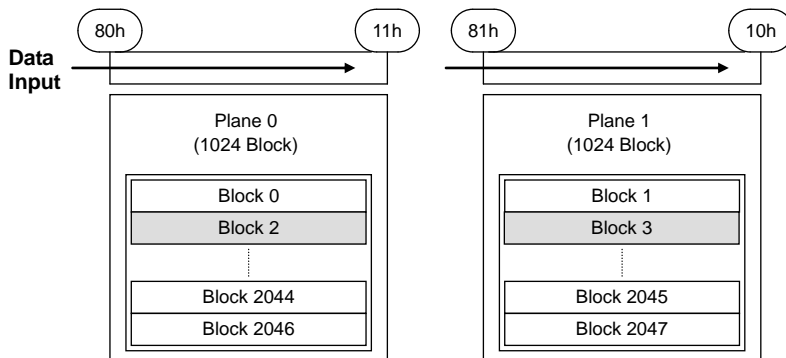 80h
11h
81h
10h
Data
Input
Plane 0
(1024 Block)
Block 0
Block 2
Block 2044
Block 2046
Plane 1
(1024 Block)
Block 1
Block 3
Block 2045
Block 2047